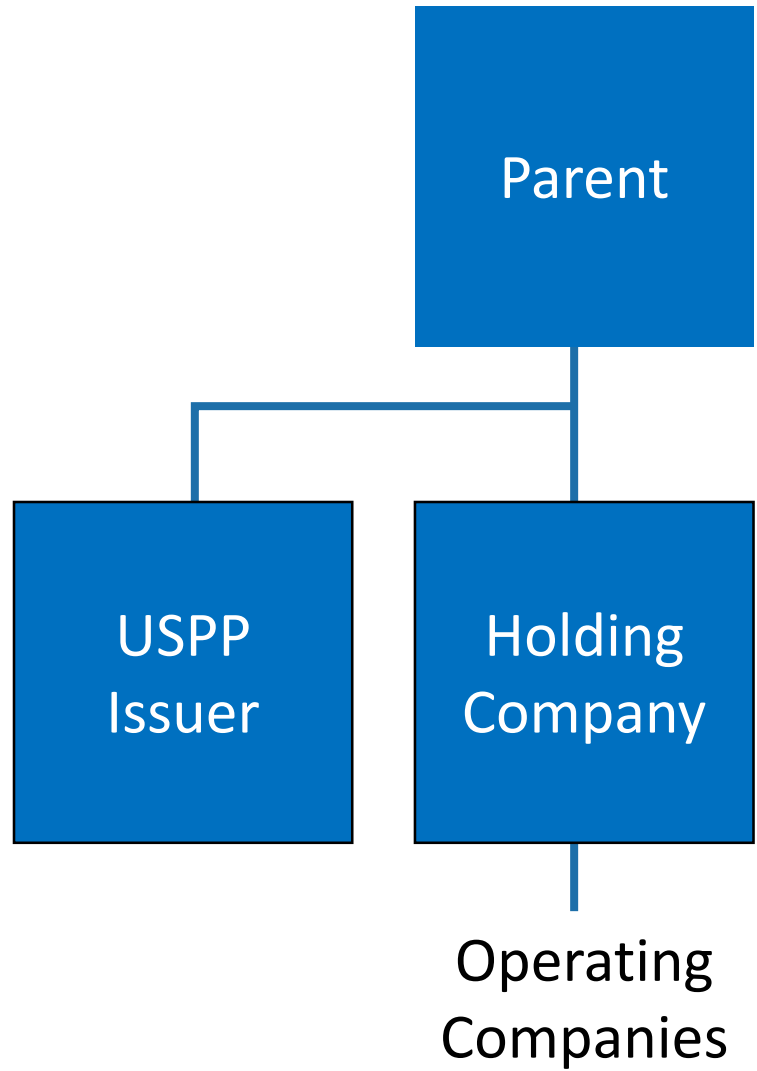 Parent
USPP
Issuer
Holding
Company
Operating
Companies